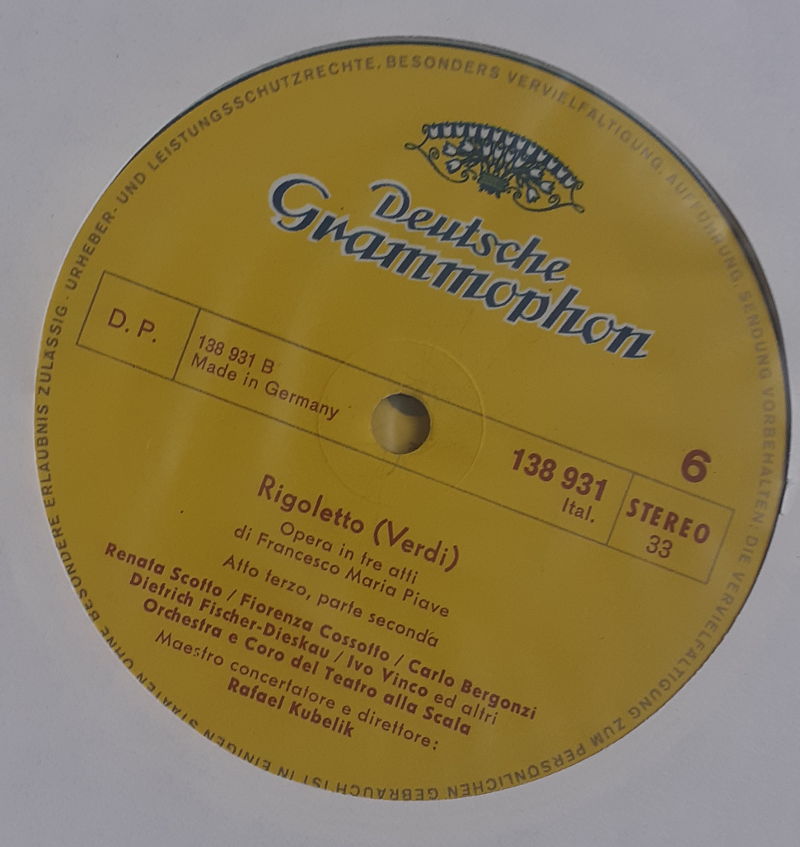 Deutsche
Grammophon
D. P.
138 931 B
Made in Germany
6
138 931
Ital.
STEREO
33
Rigoletto (Verdi)
Opera in tre atti
di Francesco Maria Piave
Atto terzo, parte seconda
Renata Scotto / Fiorenza Cossotto / Carlo Bergonzi
Dietrich Fischer-Dieskau / Ivo Vinco ed altri
Orchestra e Coro del Teatro alla Scala
Maestro concertatore e direttore:
Rafael Kubelik
URHEBER- UND LEISTUNGSSCHUTZRECHTE, BESONDERS VERVIELFÄLTIGUNG, AUFFÜHRUNG, SENDUNG VORBEHALTEN; DIE VERVIELFÄLTIGUNG ZUM PERSÖNLICHEN GEBRAUCH IST IN EINIGEN STAATEN OHNE BESONDERE ERLAUBNIS ZULÄSSIG ·